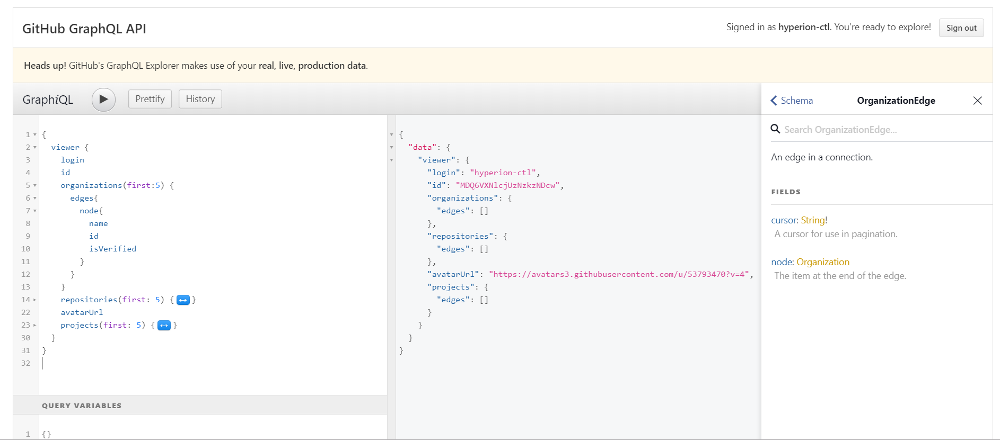 GitHub GraphQL API
Signed in as hyperion-ctl. You're ready to explore!
Sign out
Heads up! GitHub's GraphQL Explorer makes use of your real, live, production data.
GraphiQL
Prettify
History
1 {
2 viewer {
3 login
4 id
5 organizations(first:5) {
6 edges{
7 node{
8 name
9 id
10 isVerified
11 }
12 }
13 }
14 repositories(first: 5) {↔}
22 avatarUrl
23 projects(first: 5) {↔}
30 }
31 }
32
QUERY VARIABLES
1 {}
{
"data": {
"viewer": {
"login": "hyperion-ctl",
"id": "MDQ6VXNlcjUzNzkzNDcw",
"organizations": {
"edges": []
},
"repositories": {
"edges": []
},
"avatarUrl": "https://avatars3.githubusercontent.com/u/53793470?v=4",
"projects": {
"edges": []
}
}
}
}
Schema
OrganizationEdge
Search OrganizationEdge...
An edge in a connection.
FIELDS
cursor: String!
A cursor for use in pagination.
node: Organization
The item at the end of the edge.